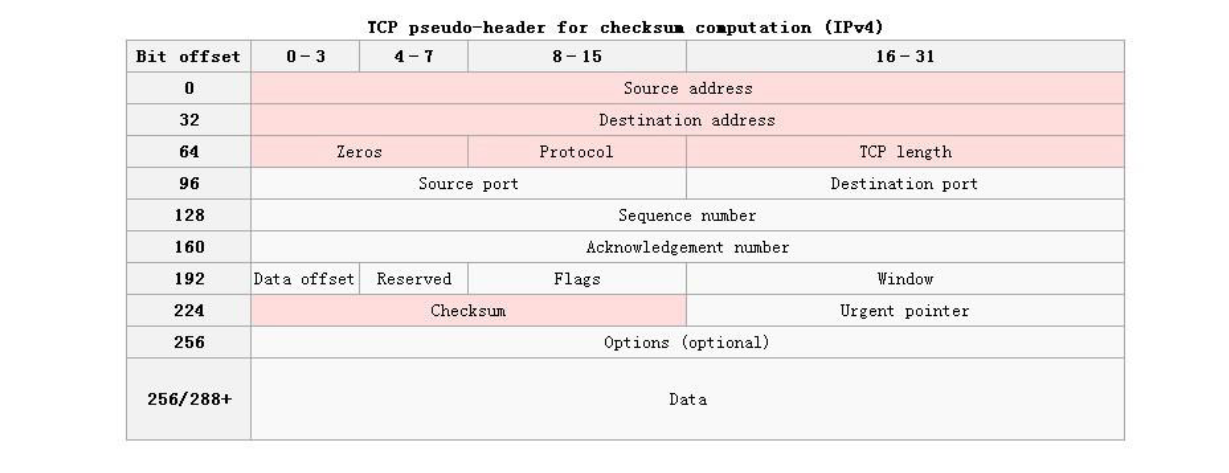 TCP pseudo-header for checksum computation (IPv4)
Bit offset 0-3 4-7 8-15 16-31
0 Source address
32 Destination address
64 Zeros Protocol TCP length
96 Source port Destination port
128 Sequence number
160 Acknowledgement number
192 Data offset Reserved Flags Window
224 Checksum Urgent pointer
256 Options (optional)
256/288+ Data